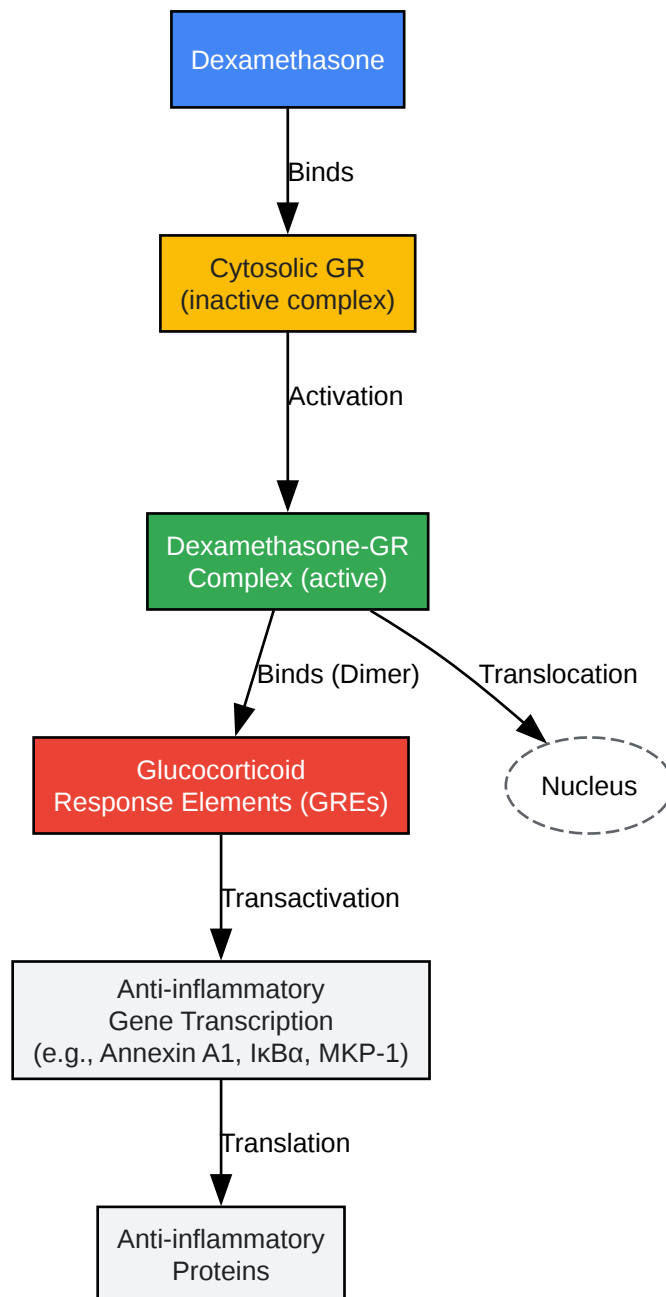 Dexamethasone
Binds
Cytosolic GR
(inactive complex)
Activation
Dexamethasone-GR
Complex (active)
Binds (Dimer)
Translocation
Glucocorticoid
Response Elements (GREs)
Nucleus
Transactivation
Anti-inflammatory
Gene Transcription
(e.g., Annexin A1, IκBα, MKP-1)
Translation
Anti-inflammatory
Proteins